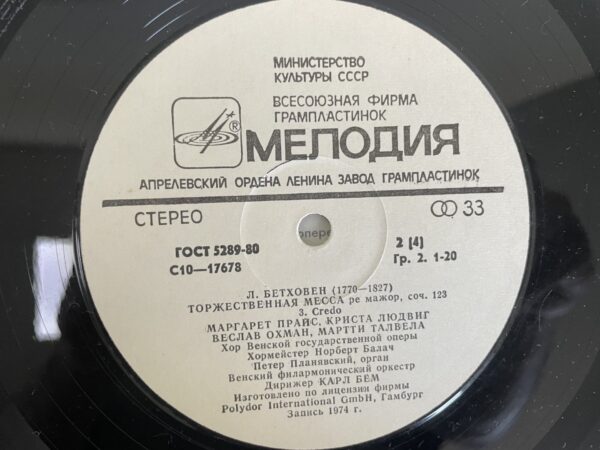 МИНИСТЕРСТВО
КУЛЬТУРЫ СССР
ВСЕСОЮЗНАЯ ФИРМА
ГРАМПЛАСТИНОК
®
МЕЛОДИЯ
АПРЕЛЕВСКИЙ ОРДЕНА ЛЕНИНА ЗАВОД ГРАМПЛАСТИНОК
СТЕРЕО
33
опере
ГОСТ 5289-80
2 (4)
С10—17678
Гр. 2. 1-20
Л. БЕТХОВЕН (1770—1827)
ТОРЖЕСТВЕННАЯ МЕССА ре мажор, соч. 123
3. Credo
МАРГАРЕТ ПРАЙС, КРИСТА ЛЮДВИГ
ВЕСЛАВ ОХМАН, МАРТТИ ТАЛВЕЛА
Хор Венской государственной оперы
Хормейстер Норберт Балач
Петер Планявский, орган
Венский филармонический оркестр
Дирижер КАРЛ БЕМ
Изготовлено по лицензии фирмы
Polydor International GmbH, Гамбург
Запись 1974 г.